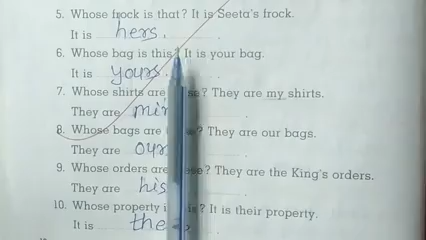 5. Whose frock is that? It is Seeta's frock.
It is hers.
6. Whose bag is this? It is your bag.
It is yours.
7. Whose shirts are ? They are my shirts.
They are
8. Whose bags are ? They are our bags.
They are
9. Whose orders are ? They are the King's orders.
They are his
10. Whose property ? It is their property.
It is